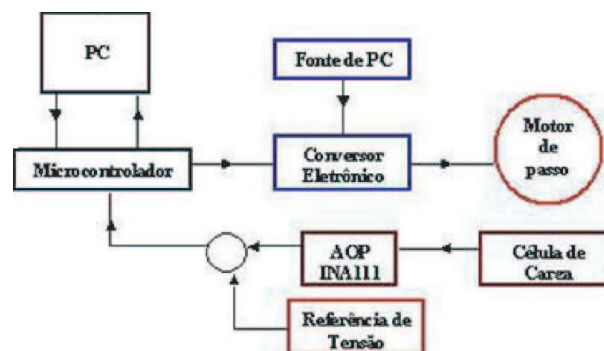 PC
Fonte de PC
Microcontrolador
Conversor
Eletrônico
Motor
de
passo
AOP
INA111
Célula de
Carga
Referência de
Tensão